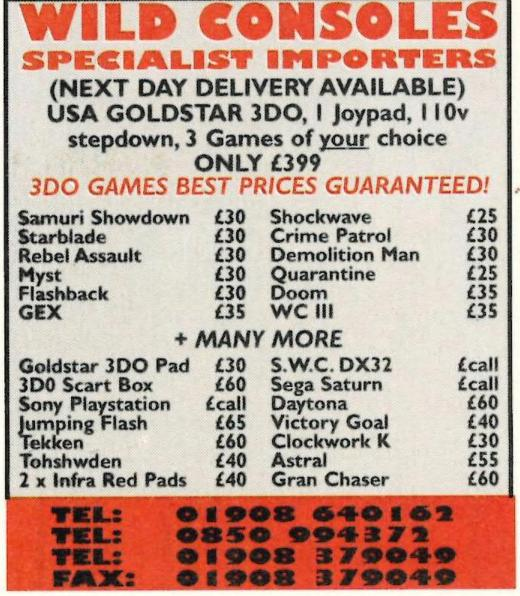 WILD CONSOLES
SPECIALIST IMPORTERS
(NEXT DAY DELIVERY AVAILABLE)
USA GOLDSTAR 3DO, 1 Joypad, 110v
stepdown, 3 Games of your choice
ONLY £399
3DO GAMES BEST PRICES GUARANTEED!
Samuri Showdown £30 Shockwave £25
Starblade £30 Crime Patrol £30
Rebel Assault £30 Demolition Man £30
Myst £30 Quarantine £25
Flashback £30 Doom £35
GEX £35 WC III £35
+ MANY MORE
Goldstar 3DO Pad £30 S.W.C. DX32 £call
3D0 Scart Box £60 Sega Saturn £call
Sony Playstation £call Daytona £60
Jumping Flash £65 Victory Goal £40
Tekken £60 Clockwork K £30
Tohshwden £40 Astral £55
2 x Infra Red Pads £40 Gran Chaser £60
TEL: 01908 640162
TEL: 0850 994372
TEL: 01908 379049
FAX: 01908 379049